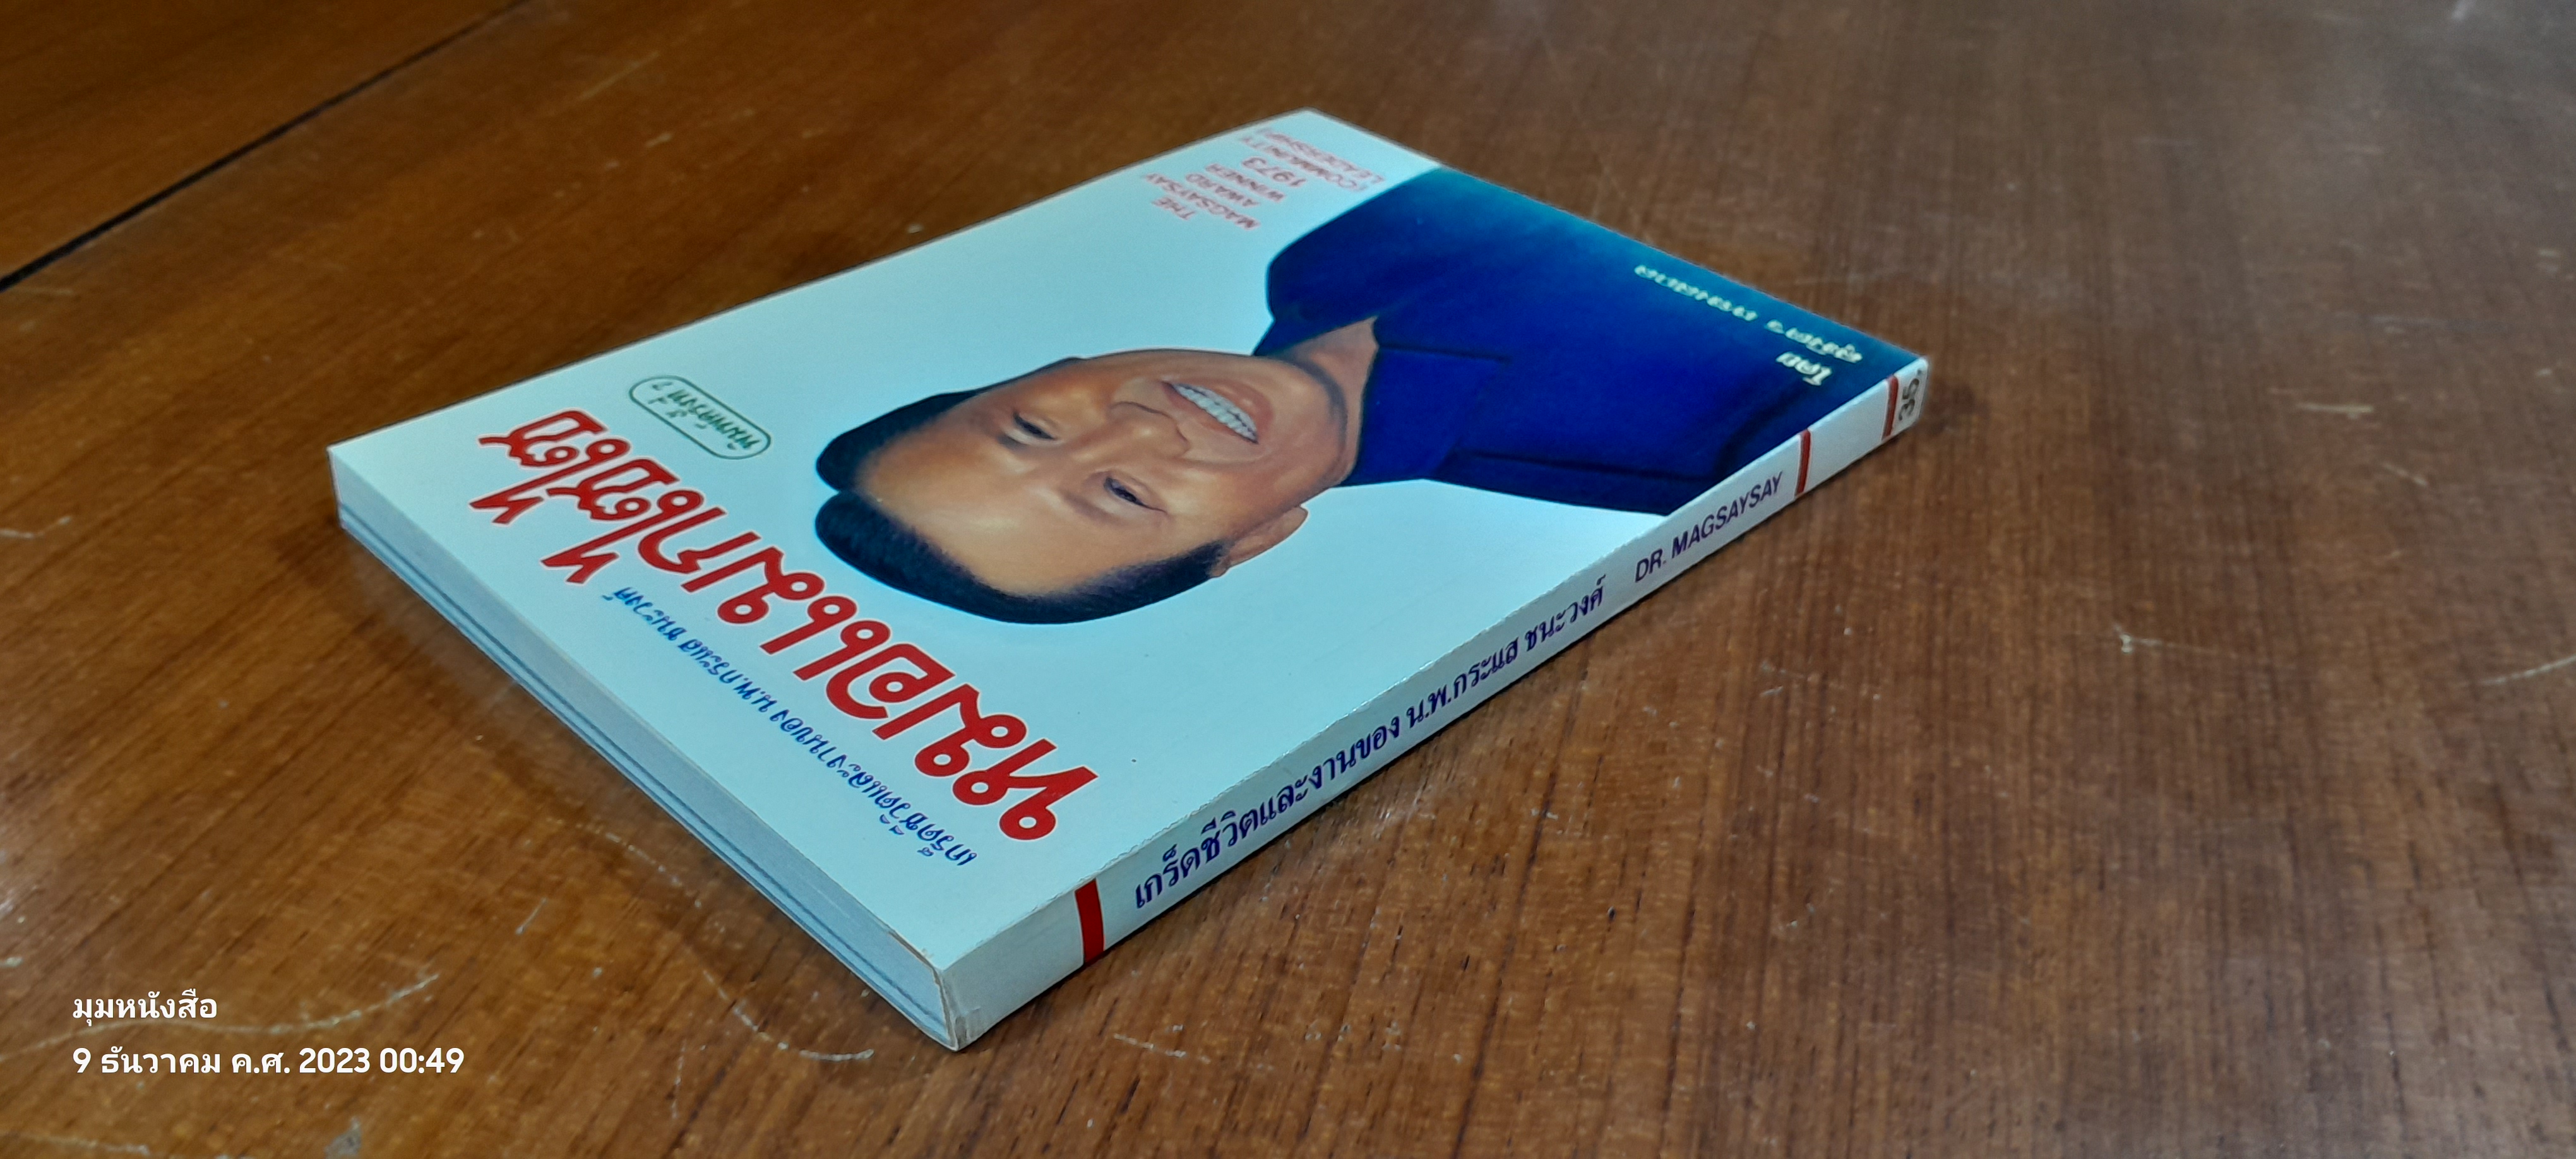 เกร็ดชีวิตและงานของ น.พ.กระแส ชนะวงศ์
หมอแมกไซไซ
พิมพ์ครั้งที่ 7
THE
MAGSAYSAY
AWARD
WINNER
1973
[COMMUNITY
LEADERSHIP]
โดย
เกร็ดชีวิตและงานของ น.พ.กระแส ชนะวงศ์ DR. MAGSAYSAY 35.
มุมหนังสือ
9 ธันวาคม ค.ศ. 2023 00:49